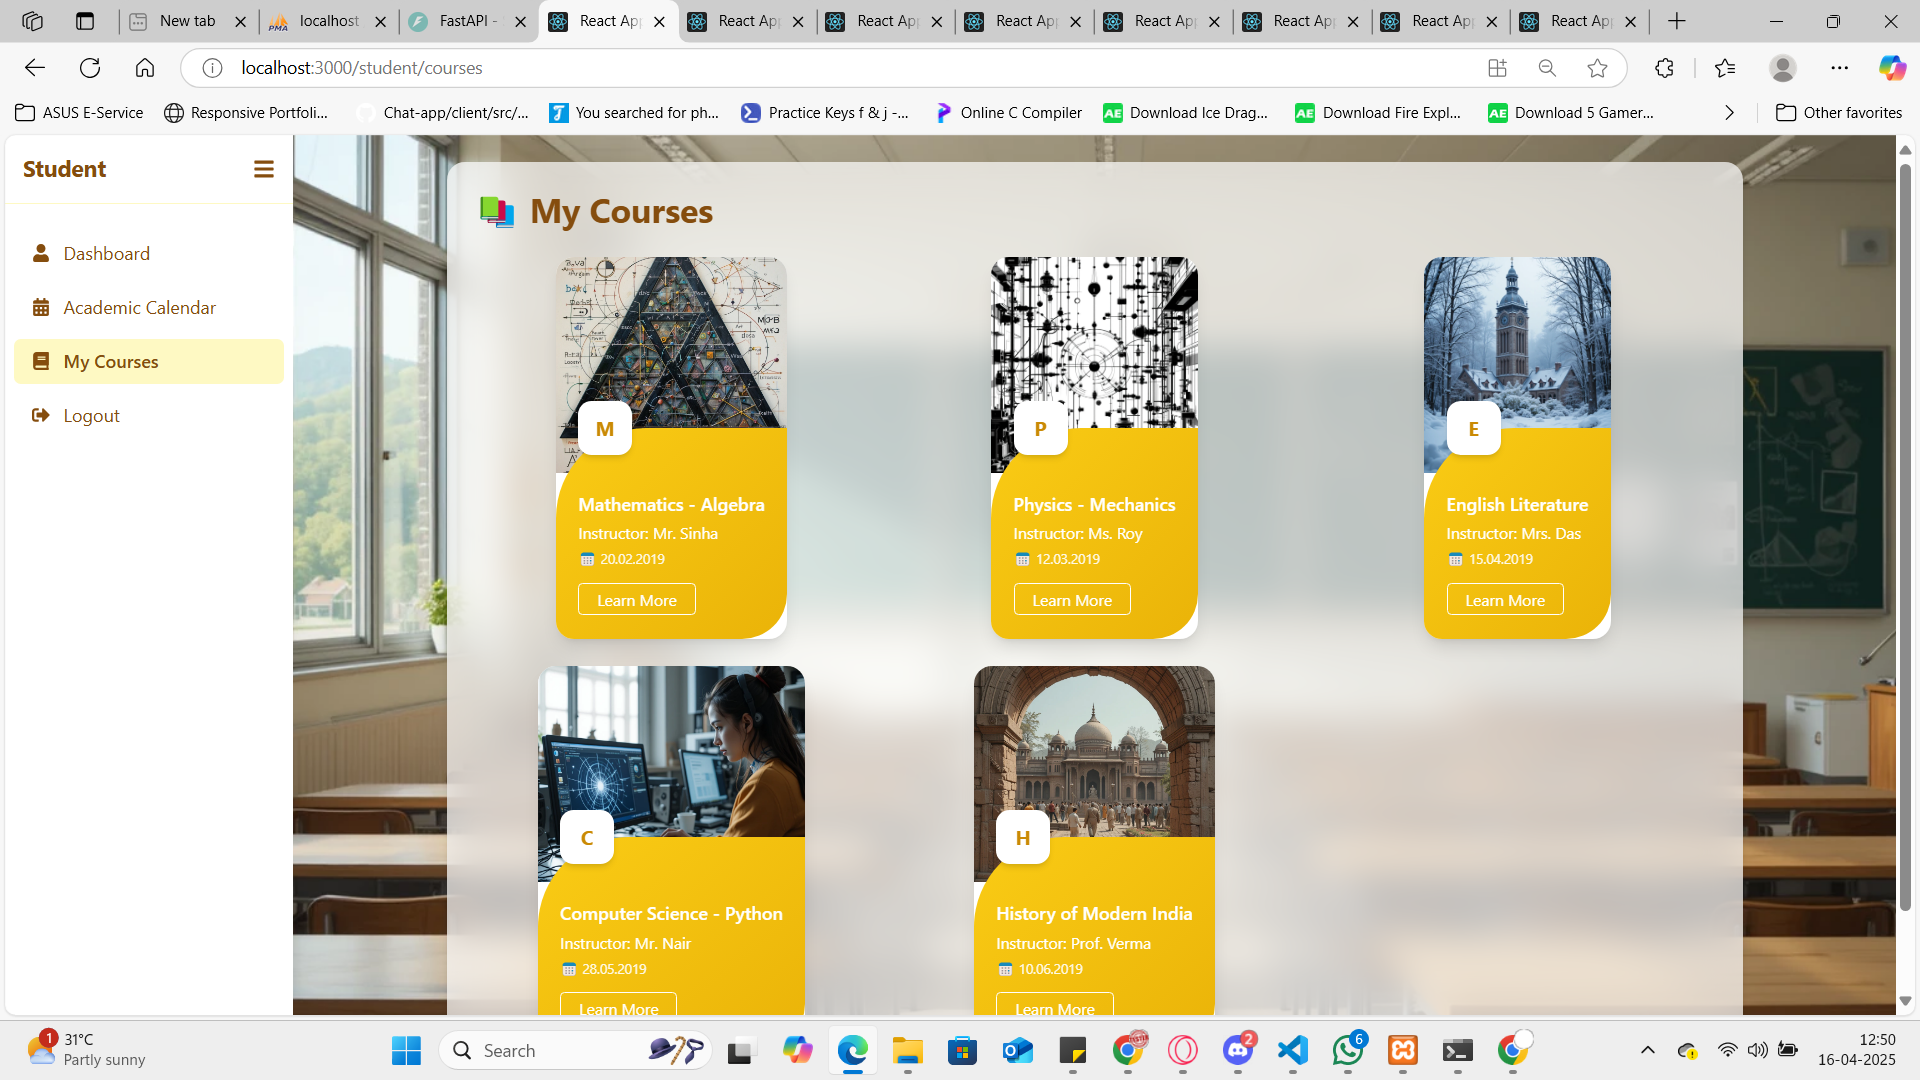 New tab
localhost
FastAPI -
React App
React App
React App
React App
React App
React App
React App
React App
localhost:3000/student/courses
ASUS E-Service
Responsive Portfoli...
Chat-app/client/src/...
You searched for ph...
Practice Keys f & j -...
Online C Compiler
AE Download Ice Drag...
AE Download Fire Expl...
AE Download 5 Gamer...
Other favorites
Student
Dashboard
Academic Calendar
My Courses
Logout
My Courses
M
Mathematics - Algebra
Instructor: Mr. Sinha
20.02.2019
Learn More
P
Physics - Mechanics
Instructor: Ms. Roy
12.03.2019
Learn More
E
English Literature
Instructor: Mrs. Das
15.04.2019
Learn More
C
Computer Science - Python
Instructor: Mr. Nair
28.05.2019
Learn More
H
History of Modern India
Instructor: Prof. Verma
10.06.2019
Learn More
1
31°C
Partly sunny
Search
2
6
12:50
16-04-2025